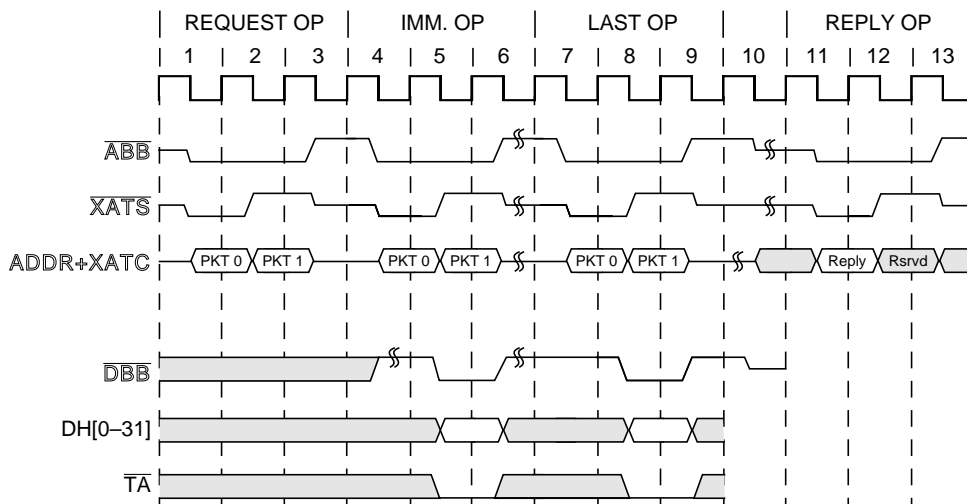 REQUEST OP IMM. OP LAST OP REPLY OP
1 2 3 4 5 6 7 8 9 10 11 12 13
ABB
XATS
ADDR+XATC PKT 0 PKT 1 PKT 0 PKT 1 PKT 0 PKT 1 Reply Rsrvd
DBB
DH[0–31]
TA